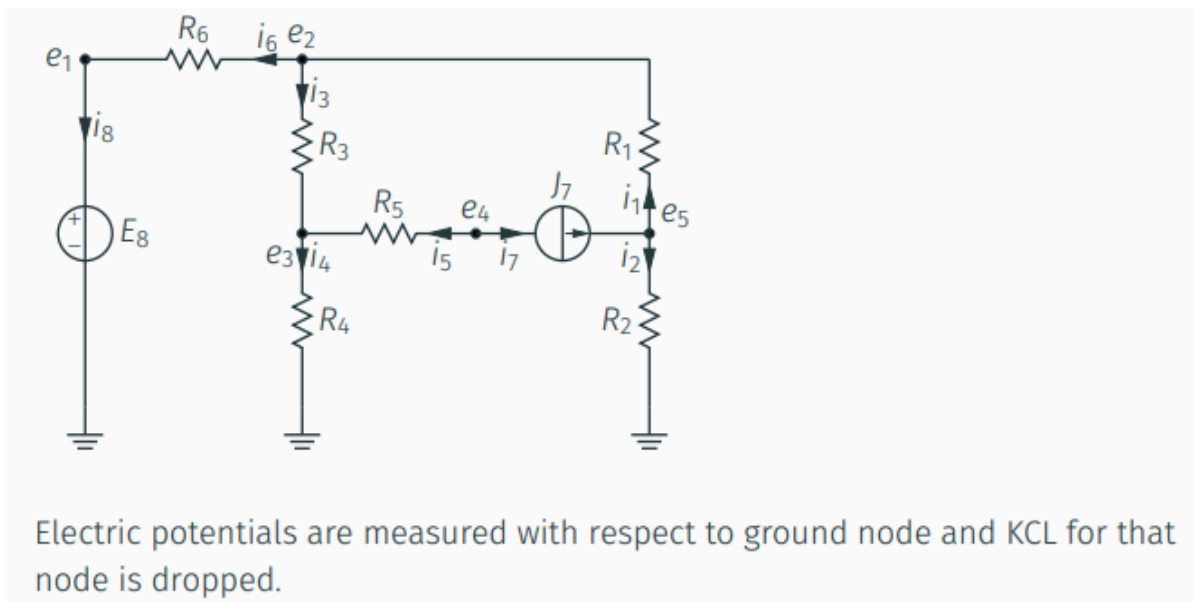 R6 i6 e2
e1
i3
i8
R3 R1
J7
R5 e4 i1 e5
+
− E8
e3 i4 i5 i7 i2
R4 R2
Electric potentials are measured with respect to ground node and KCL for that
node is dropped.